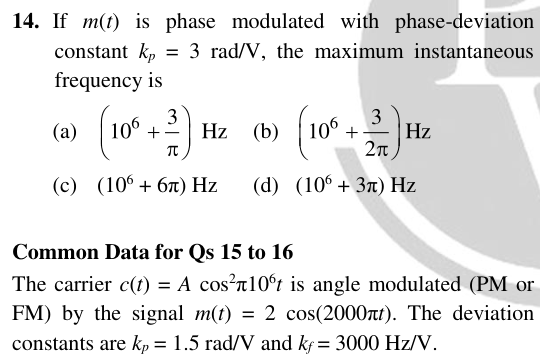 14. If m(t) is phase modulated with phase-deviation
constant kₚ = 3 rad/V, the maximum instantaneous
frequency is
(a) (10⁶ + 3/π) Hz (b) (10⁶ + 3/2π) Hz
(c) (10⁶ + 6π) Hz (d) (10⁶ + 3π) Hz
Common Data for Qs 15 to 16
The carrier c(t) = A cos²π10⁶t is angle modulated (PM or
FM) by the signal m(t) = 2 cos(2000πt). The deviation
constants are kₚ = 1.5 rad/V and k_f = 3000 Hz/V.